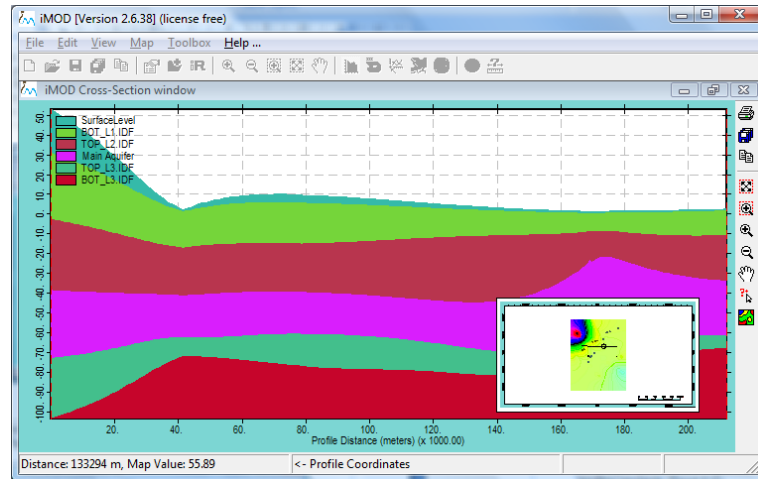 iMOD [Version 2.6.38] (license free)
File Edit View Map Toolbox Help ...
iMOD Cross-Section window
SurfaceLevel
BOT_L1.IDF
TOP_L2.IDF
Main Aquifer
TOP_L3.IDF
BOT_L3.IDF
50.
40.
30.
20.
10.
0.
-10.
-20.
-30.
-40.
-50.
-60.
-70.
-80.
-90.
-100.
20. 40. 60. 80. 100. 120. 140. 160. 180. 200.
Profile Distance (meters) (x 1000.00)
Distance: 133294 m, Map Value: 55.89 <- Profile Coordinates